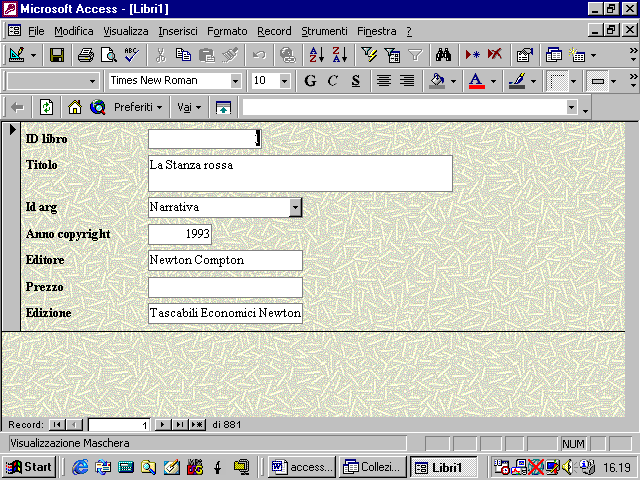 Microsoft Access - [Libri1]
File Modifica Visualizza Inserisci Formato Record Strumenti Finestra ?
Times New Roman 10 G C S
Preferiti Vai
ID libro
Titolo La Stanza rossa
Id arg Narrativa
Anno copyright 1993
Editore Newton Compton
Prezzo
Edizione Tascabili Economici Newton
Record: 1 di 881
Visualizzazione Maschera NUM
Start access... Collezi... Libri1 16.19